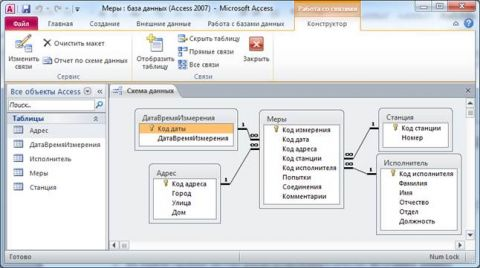 Меры : база данных (Access 2007) - Microsoft Access
Работа со связями
Файл
Главная
Создание
Внешние данные
Работа с базами данных
Конструктор
Изменить связи
Очистить макет
Отчет по схеме данных
Сервис
Отобразить таблицу
Скрыть таблицу
Прямые связи
Все связи
Связи
Закрыть
Все объекты Access
Поиск...
Таблицы
Адрес
ДатаВремяИзмерения
Исполнитель
Меры
Станция
Схема данных
ДатаВремяИзмерения
Код даты
ДатаВремяИзмерения
Адрес
Код адреса
Город
Улица
Дом
Меры
Код измерения
Код дата
Код адреса
Код станции
Код исполнителя
Попытки
Соединения
Комментарии
Станция
Код станции
Номер
Исполнитель
Код исполнителя
Фамилия
Имя
Отчество
Отдел
Должность
1
∞
1
∞
1
∞
1
∞
Готово
Num Lock